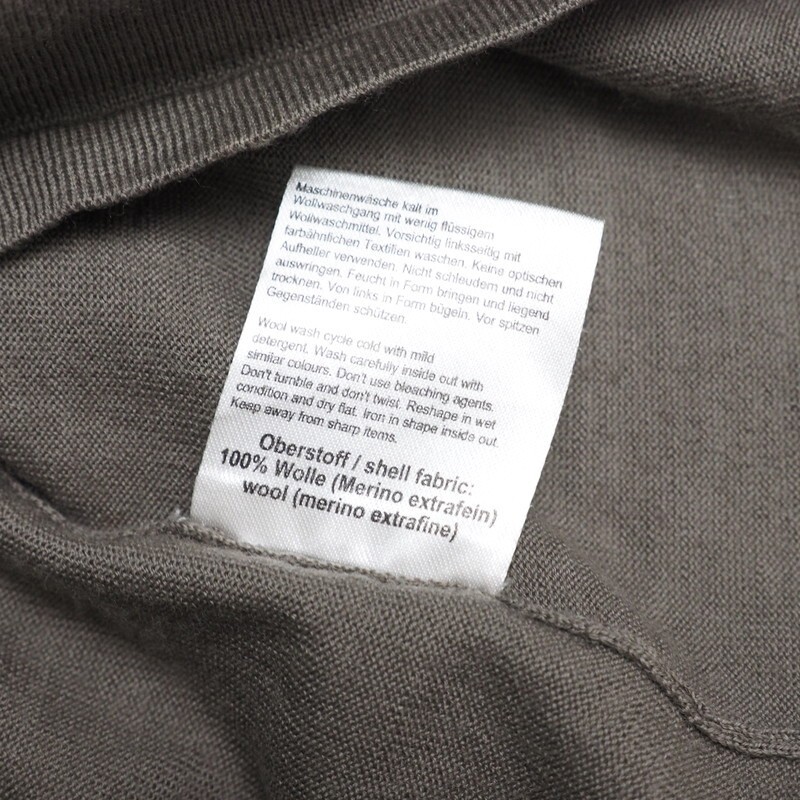 Maschinenwäsche kalt im
Wollwaschgang mit wenig flüssigem
Wollwaschmittel. Vorsichtig linksseitig mit
farbähnlichen Textilien waschen. Keine optischen
Aufheller verwenden. Nicht schleudern und nicht
auswringen. Feucht in Form bringen und liegend
trocknen. Von links in Form bügeln. Vor spitzen
Gegenständen schützen.
Wool wash cycle cold with mild
detergent. Wash carefully inside out with
similar colours. Don't use bleaching agents.
Don't tumble and don't twist. Reshape in wet
condition and dry flat. Iron in shape inside out.
Keep away from sharp items.
Oberstoff / shell fabric:
100% Wolle (Merino extrafein)
wool (merino extrafine)